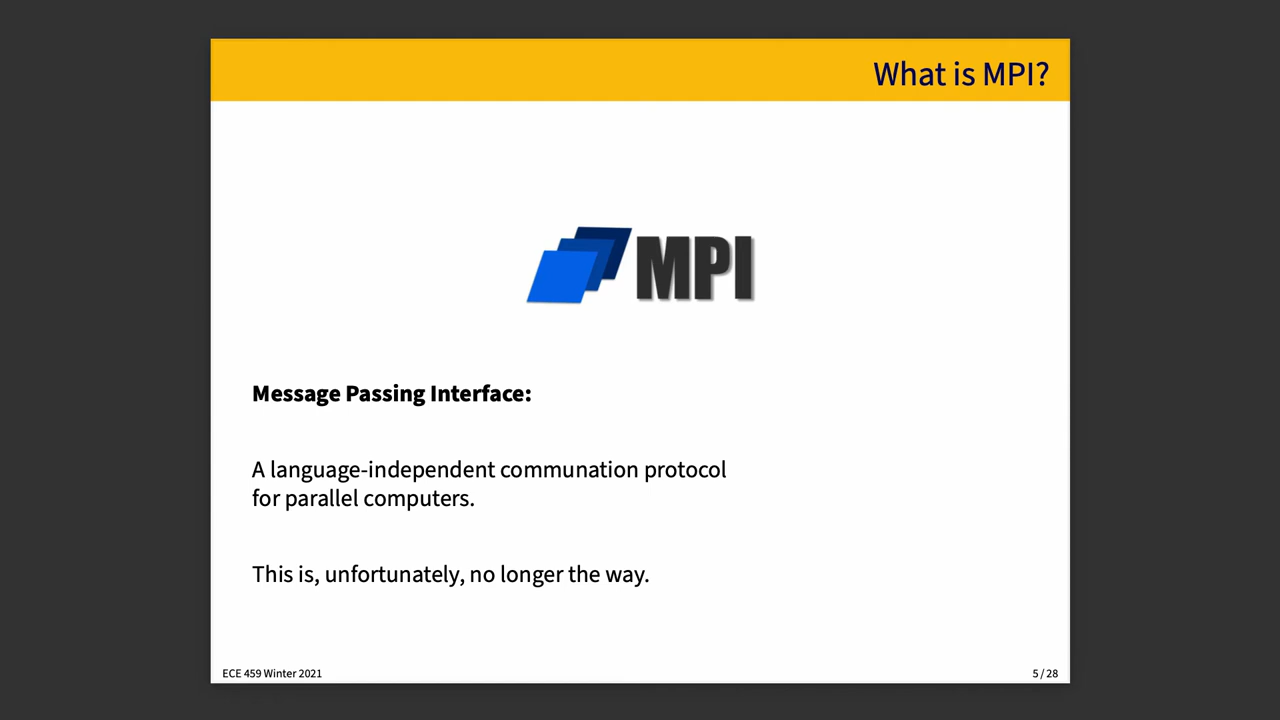 What is MPI?
MPI
Message Passing Interface:
A language-independent communation protocol
for parallel computers.
This is, unfortunately, no longer the way.
ECE 459 Winter 2021
5 / 28